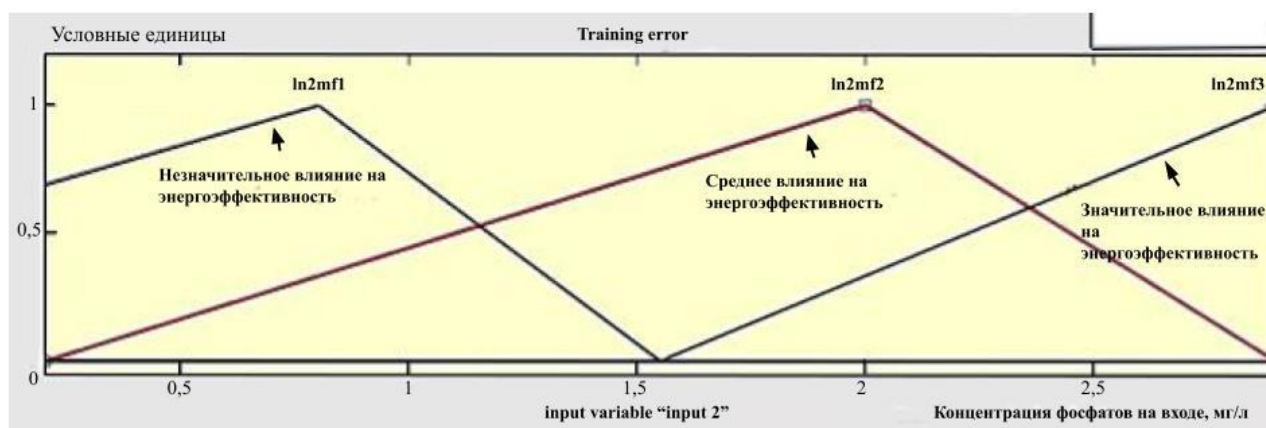 Условные единицы
Training error
ln2mf1
ln2mf2
ln2mf3
1
Незначительное влияние на
энергоэффективность
Среднее влияние на
энергоэффективность
Значительное влияние
на
энергоэффективность
0,5
0
0,5
1
1,5
2
2,5
input variable “input 2”
Концентрация фосфатов на входе, мг/л